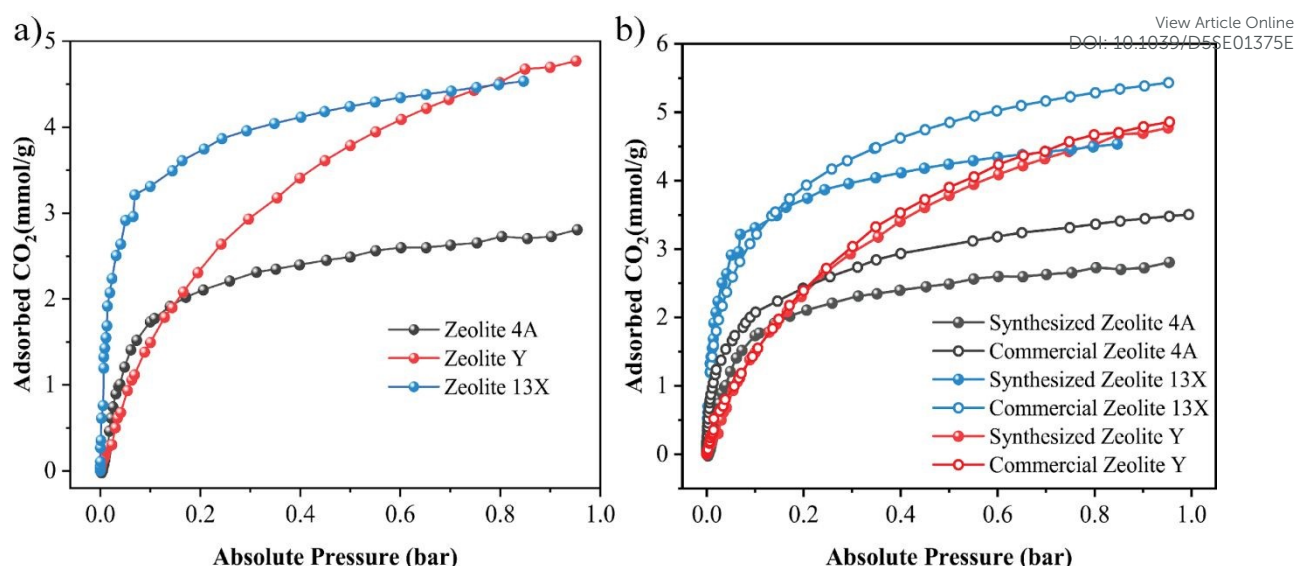 View Article Online
DOI: 10.1039/D5SE01375E
a)
5
4
3
2
1
0
Adsorbed CO₂(mmol/g)
Zeolite 4A
Zeolite Y
Zeolite 13X
0.0 0.2 0.4 0.6 0.8 1.0
Absolute Pressure (bar)
b)
6
5
4
3
2
1
0
Adsorbed CO₂(mmol/g)
Synthesized Zeolite 4A
Commercial Zeolite 4A
Synthesized Zeolite 13X
Commercial Zeolite 13X
Synthesized Zeolite Y
Commercial Zeolite Y
0.0 0.2 0.4 0.6 0.8 1.0
Absolute Pressure (bar)